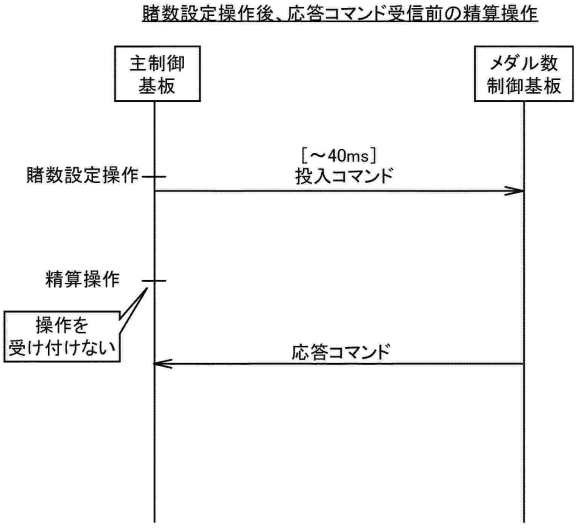 賭数設定操作後、応答コマンド受信前の精算操作
主制御
基板
メダル数
制御基板
[～40ms]
賭数設定操作
投入コマンド
精算操作
操作を
受け付けない
応答コマンド